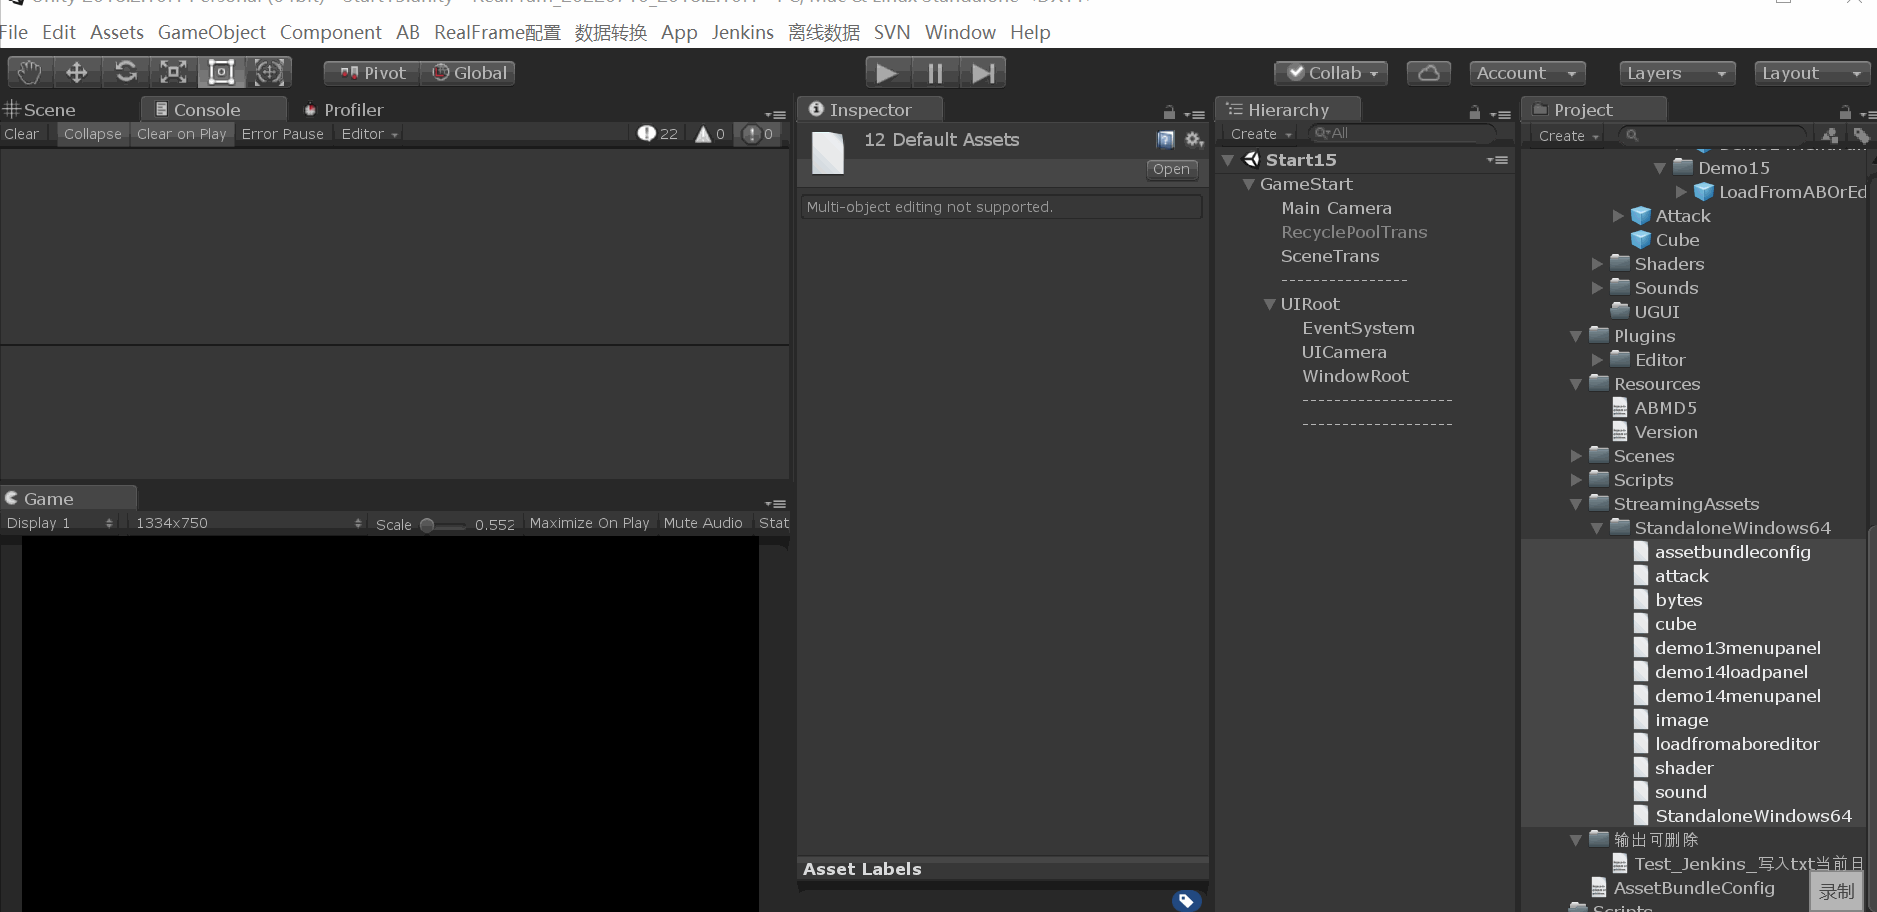 File Edit Assets GameObject Component AB RealFrame配置 数据转换 App Jenkins 离线数据 SVN Window Help
Pivot Global Collab Account Layers Layout
Scene Console Profiler
Clear Collapse Clear on Play Error Pause Editor 22 0 0
Game
Display 1 1334x750 Scale 0.552 Maximize On Play Mute Audio Stat
Inspector
12 Default Assets
Open
Multi-object editing not supported.
Asset Labels
Hierarchy
Create All
Start15
GameStart
Main Camera
RecyclePoolTrans
SceneTrans
----------------
UIRoot
EventSystem
UICamera
WindowRoot
-------------------
-------------------
Project
Create
Demo15
LoadFromABOrEd
Attack
Cube
Shaders
Sounds
UGUI
Plugins
Editor
Resources
ABMD5
Version
Scenes
Scripts
StreamingAssets
StandaloneWindows64
assetbundleconfig
attack
bytes
cube
demo13menupanel
demo14loadpanel
demo14menupanel
image
loadfromaboreditor
shader
sound
StandaloneWindows64
输出可删除
Test_Jenkins_写入txt当前日
AssetBundleConfig
录制
Scripts